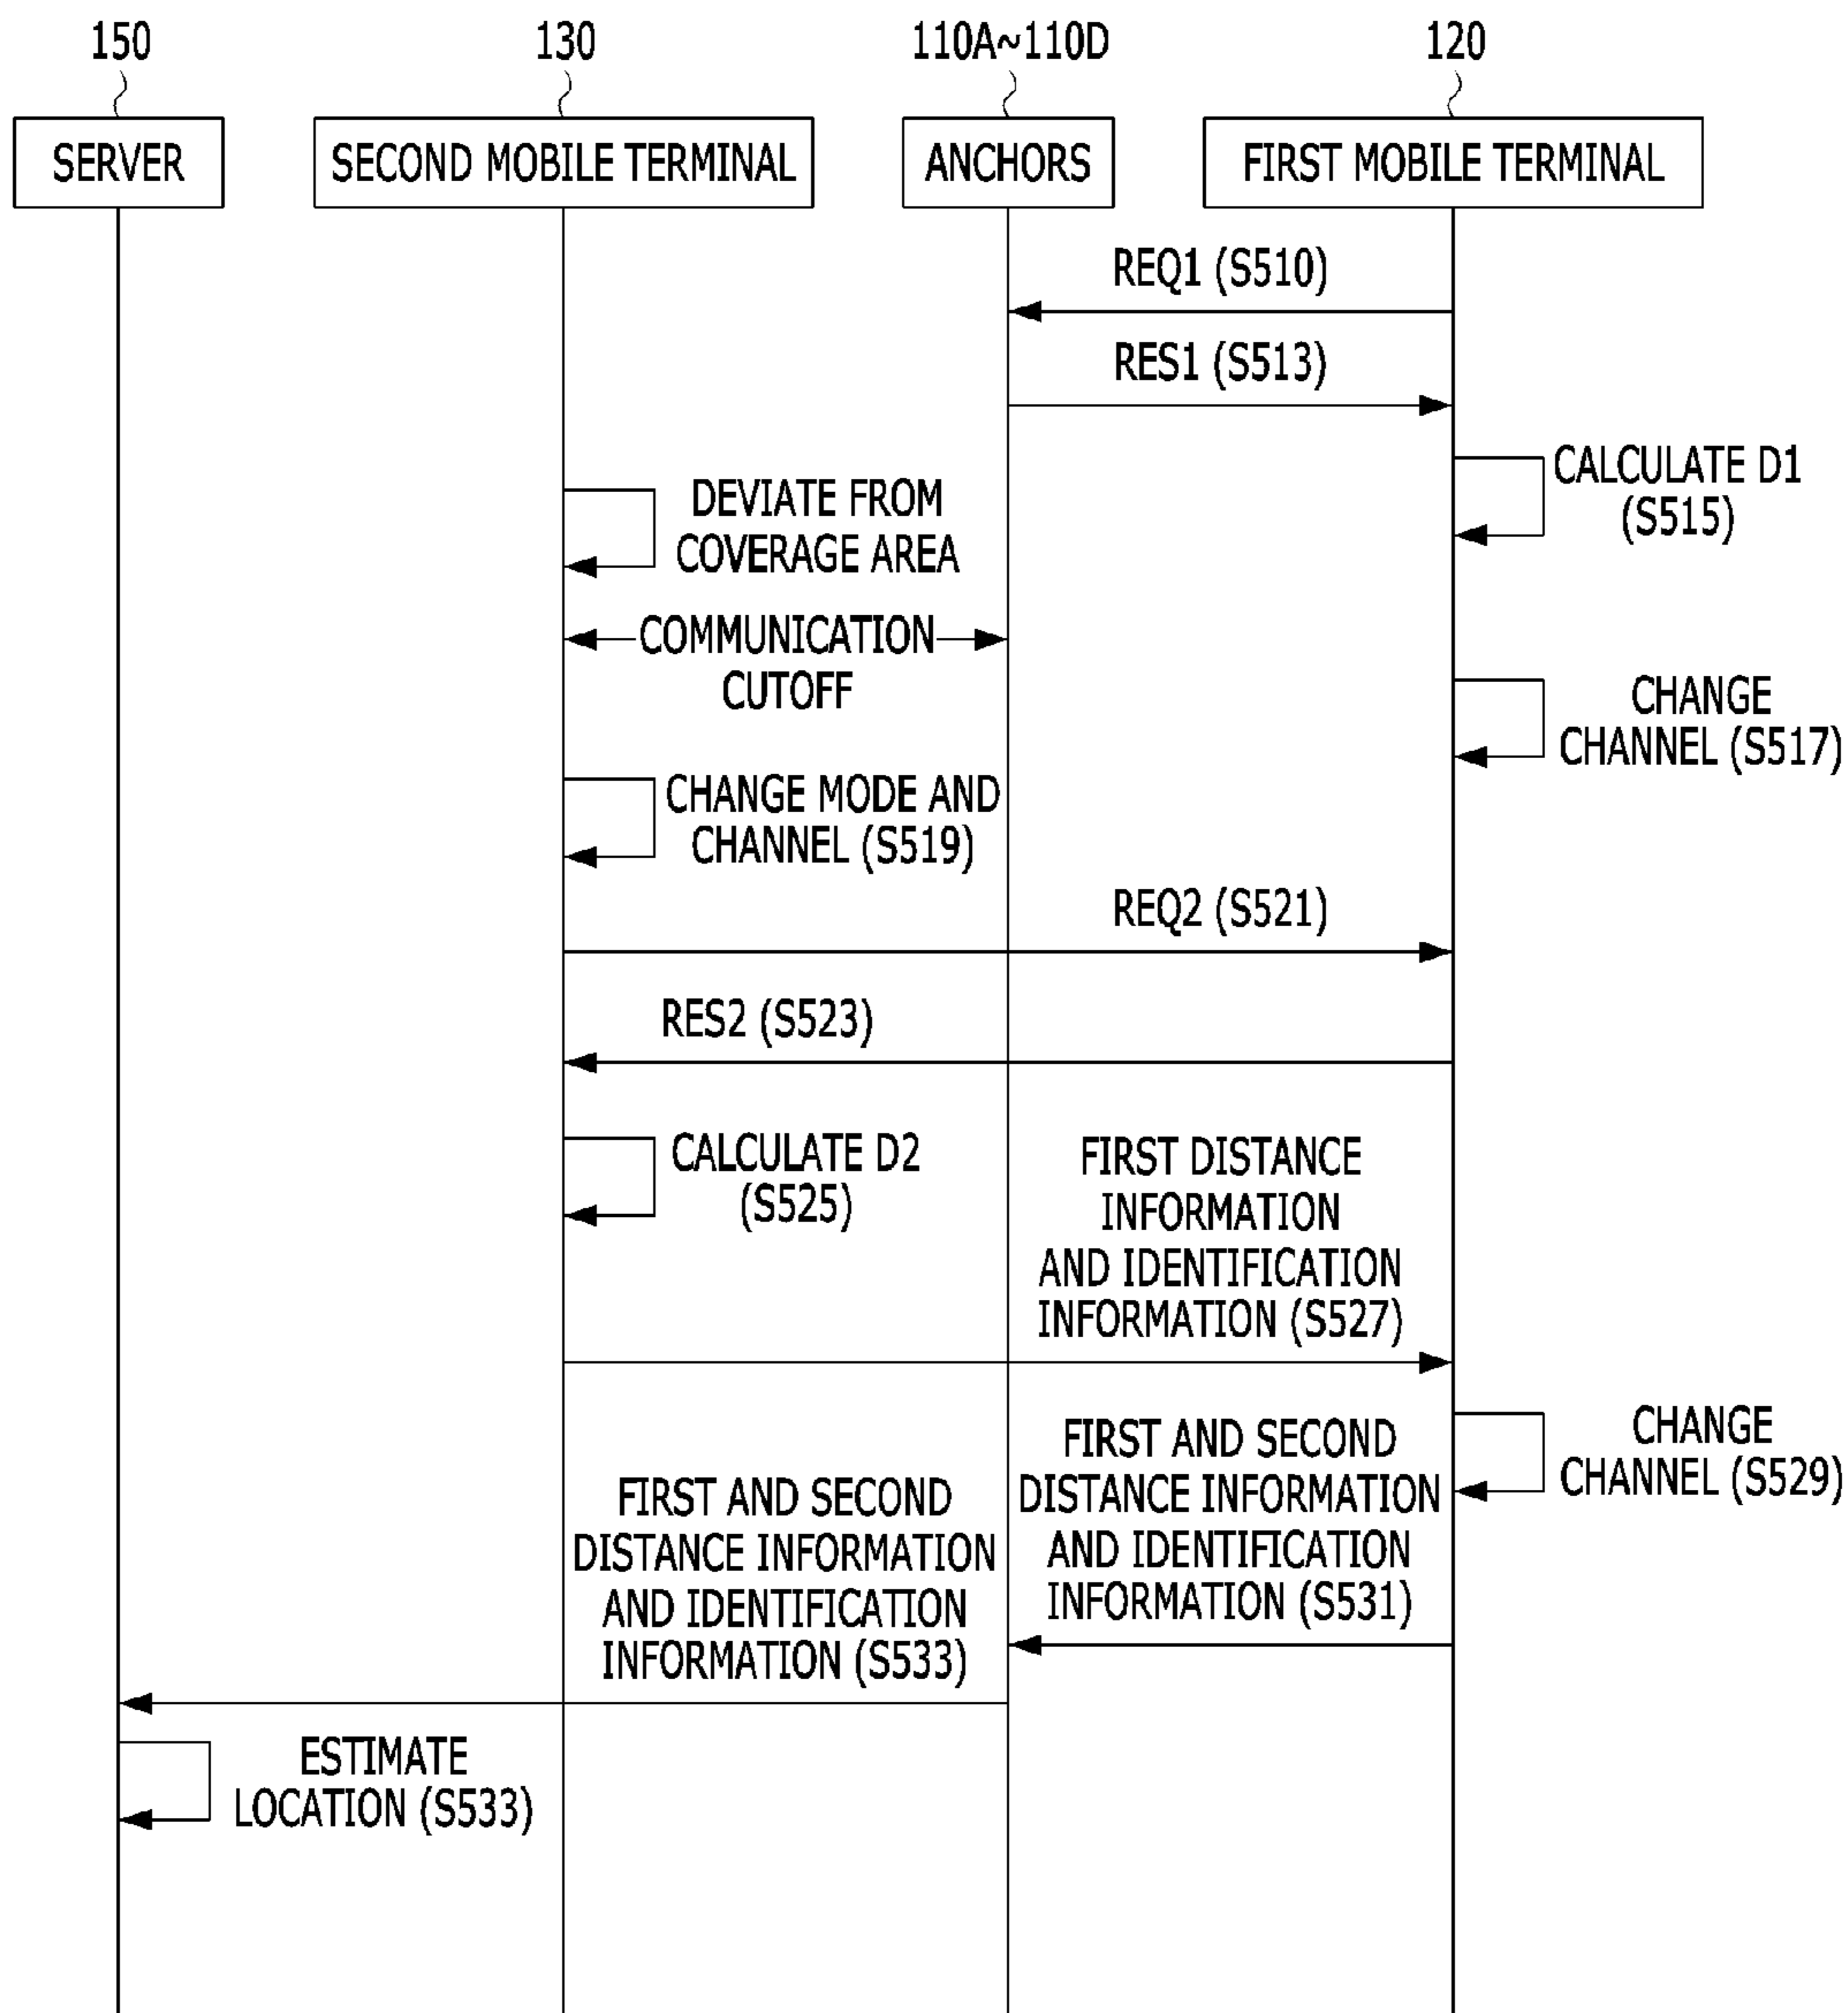 150
130
110A~110D
120
SERVER
SECOND MOBILE TERMINAL
ANCHORS
FIRST MOBILE TERMINAL
REQ1 (S510)
RES1 (S513)
CALCULATE D1
(S515)
DEVIATE FROM
COVERAGE AREA
COMMUNICATION
CUTOFF
CHANGE
CHANNEL (S517)
CHANGE MODE AND
CHANNEL (S519)
REQ2 (S521)
RES2 (S523)
CALCULATE D2
(S525)
FIRST DISTANCE
INFORMATION
AND IDENTIFICATION
INFORMATION (S527)
CHANGE
CHANNEL (S529)
FIRST AND SECOND
DISTANCE INFORMATION
AND IDENTIFICATION
INFORMATION (S531)
FIRST AND SECOND
DISTANCE INFORMATION
AND IDENTIFICATION
INFORMATION (S533)
ESTIMATE
LOCATION (S533)